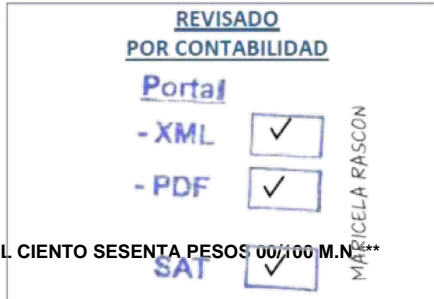 REVISADO
POR CONTABILIDAD
Portal
- XML ✓
- PDF ✓
L CIENTO SESENTA PESOS 00/100 M.N.***
SAT ✓
MARICELA RASCON